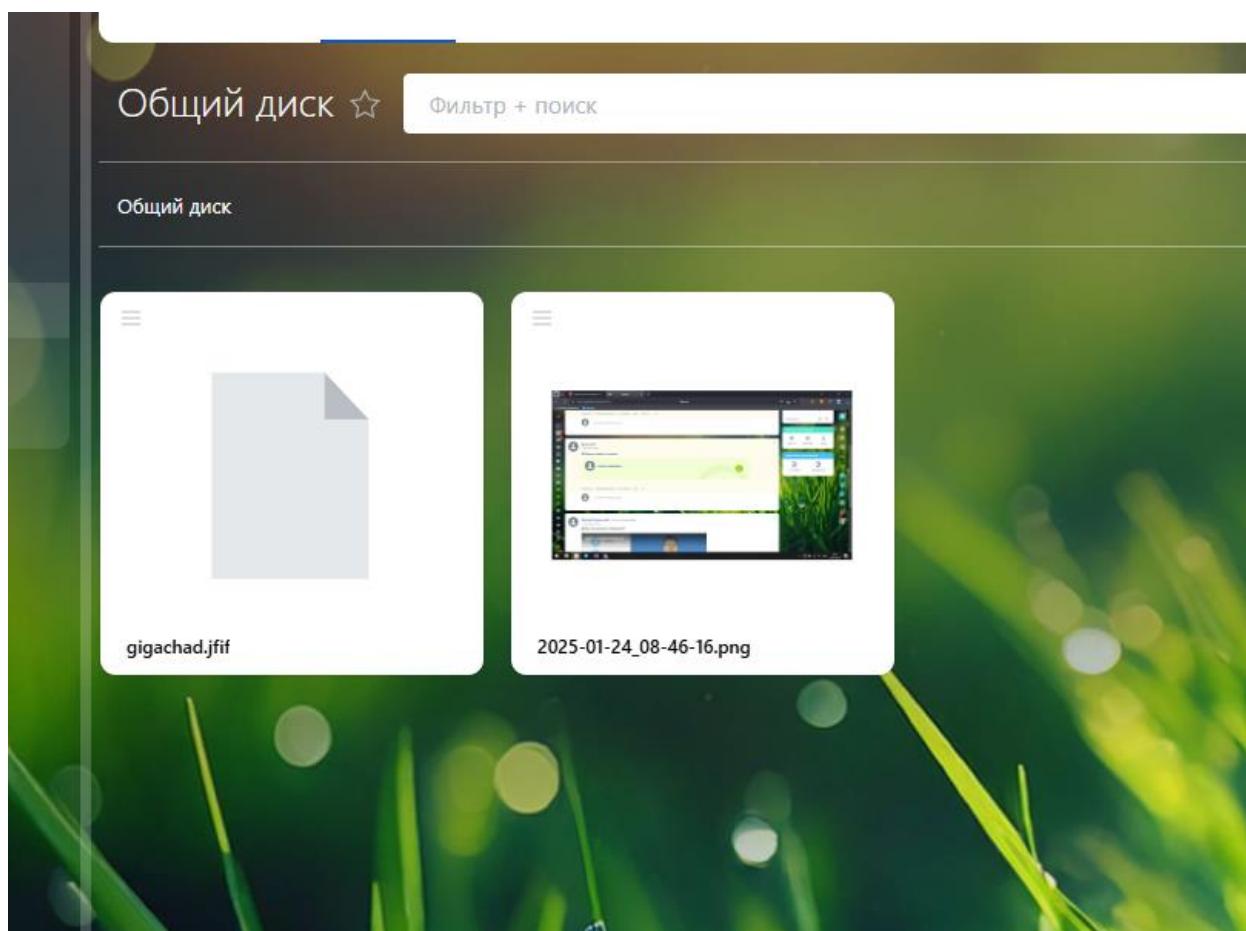 Общий диск
Фильтр + поиск
Общий диск
gigachad.jfif
2025-01-24_08-46-16.png